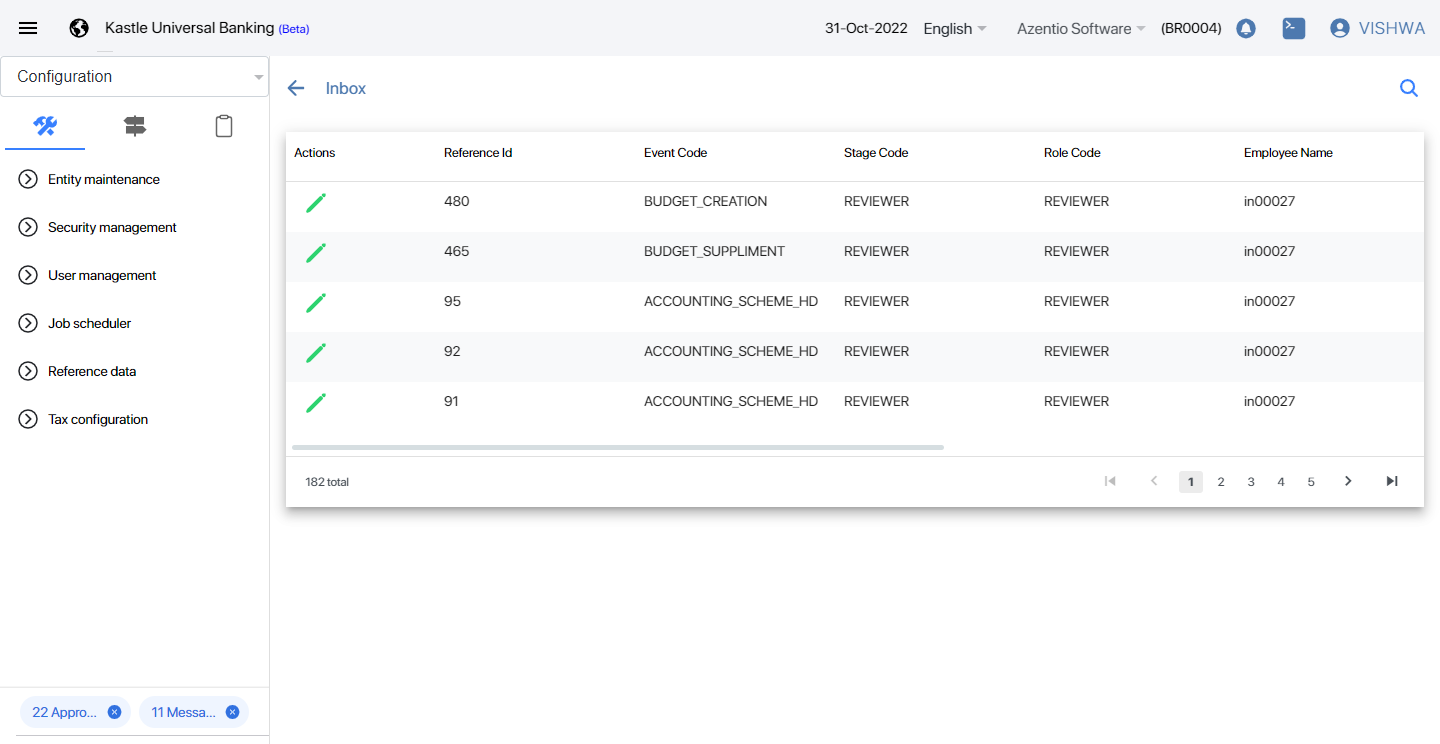 Kastle Universal Banking (Beta) 31-Oct-2022 English Azentio Software (BR0004) VISHWA
Configuration
Entity maintenance
Security management
User management
Job scheduler
Reference data
Tax configuration
22 Appro... 11 Messa...
Inbox
Actions Reference Id Event Code Stage Code Role Code Employee Name
480 BUDGET_CREATION REVIEWER REVIEWER in00027
465 BUDGET_SUPPLIMENT REVIEWER REVIEWER in00027
95 ACCOUNTING_SCHEME_HD REVIEWER REVIEWER in00027
92 ACCOUNTING_SCHEME_HD REVIEWER REVIEWER in00027
91 ACCOUNTING_SCHEME_HD REVIEWER REVIEWER in00027
182 total 1 2 3 4 5